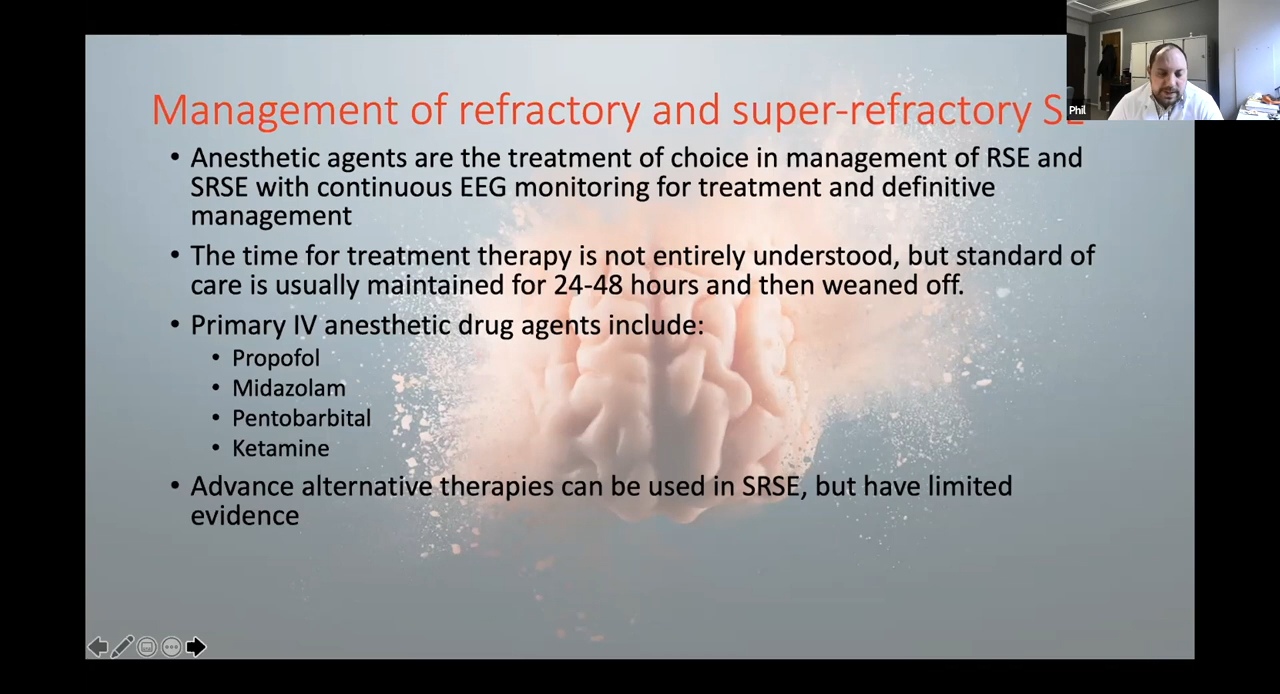 Management of refractory and super-refractory
Phil
• Anesthetic agents are the treatment of choice in management of RSE and
SRSE with continuous EEG monitoring for treatment and definitive
management
• The time for treatment therapy is not entirely understood, but standard of
care is usually maintained for 24-48 hours and then weaned off.
• Primary IV anesthetic drug agents include:
• Propofol
• Midazolam
• Pentobarbital
• Ketamine
• Advance alternative therapies can be used in SRSE, but have limited
evidence